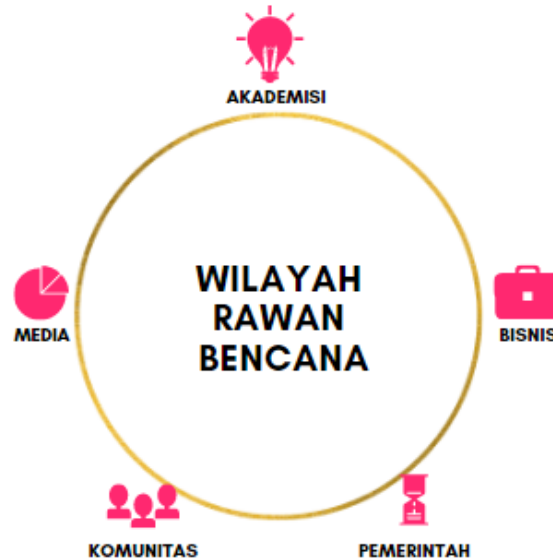 AKADEMISI
WILAYAH
RAWAN
BENCANA
MEDIA
BISNIS
KOMUNITAS
PEMERINTAH